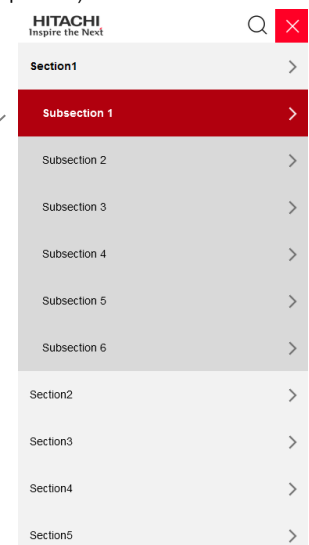 HITACHI
Inspire the Next
Section1
Subsection 1
Subsection 2
Subsection 3
Subsection 4
Subsection 5
Subsection 6
Section2
Section3
Section4
Section5